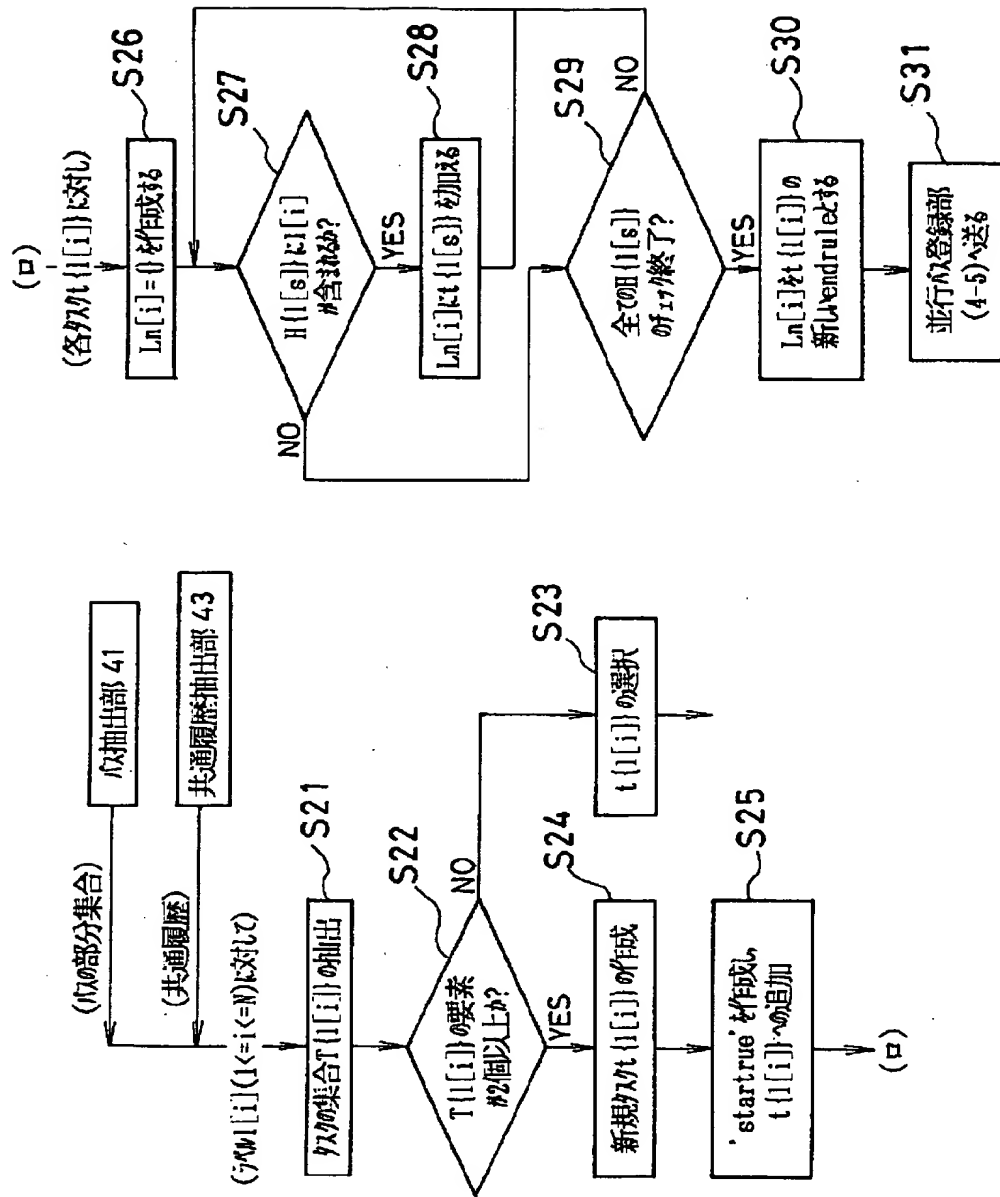 パス抽出部 41
(パスの部分集合)
共通履歴抽出部 43
(共通履歴)
(ラベルl[i](1<=i<=N)に対して)
タスクの集合T{l[i]}の抽出
S21
T{l[i]}の要素
が2個以上か?
S22
NO
YES
t{l[i]}の選択
S23
新規タスクt{l[i]}の作成
S24
'startrue'を作成し、
t{l[i]}への追加
S25
(ロ)
(ロ)
(各タスクt{l[i]}に対し)
Ln[i]={}を作成する
S26
H{l[s]}にl[i]
が含まれるか?
S27
NO
YES
Ln[i]にt{l[s]}を加える
S28
全てのH{l[s]}
のチェック終了?
S29
NO
YES
Ln[i]をt{l[i]}の
新しいendruleとする
S30
並行パス登録部
(4-5)へ送る
S31